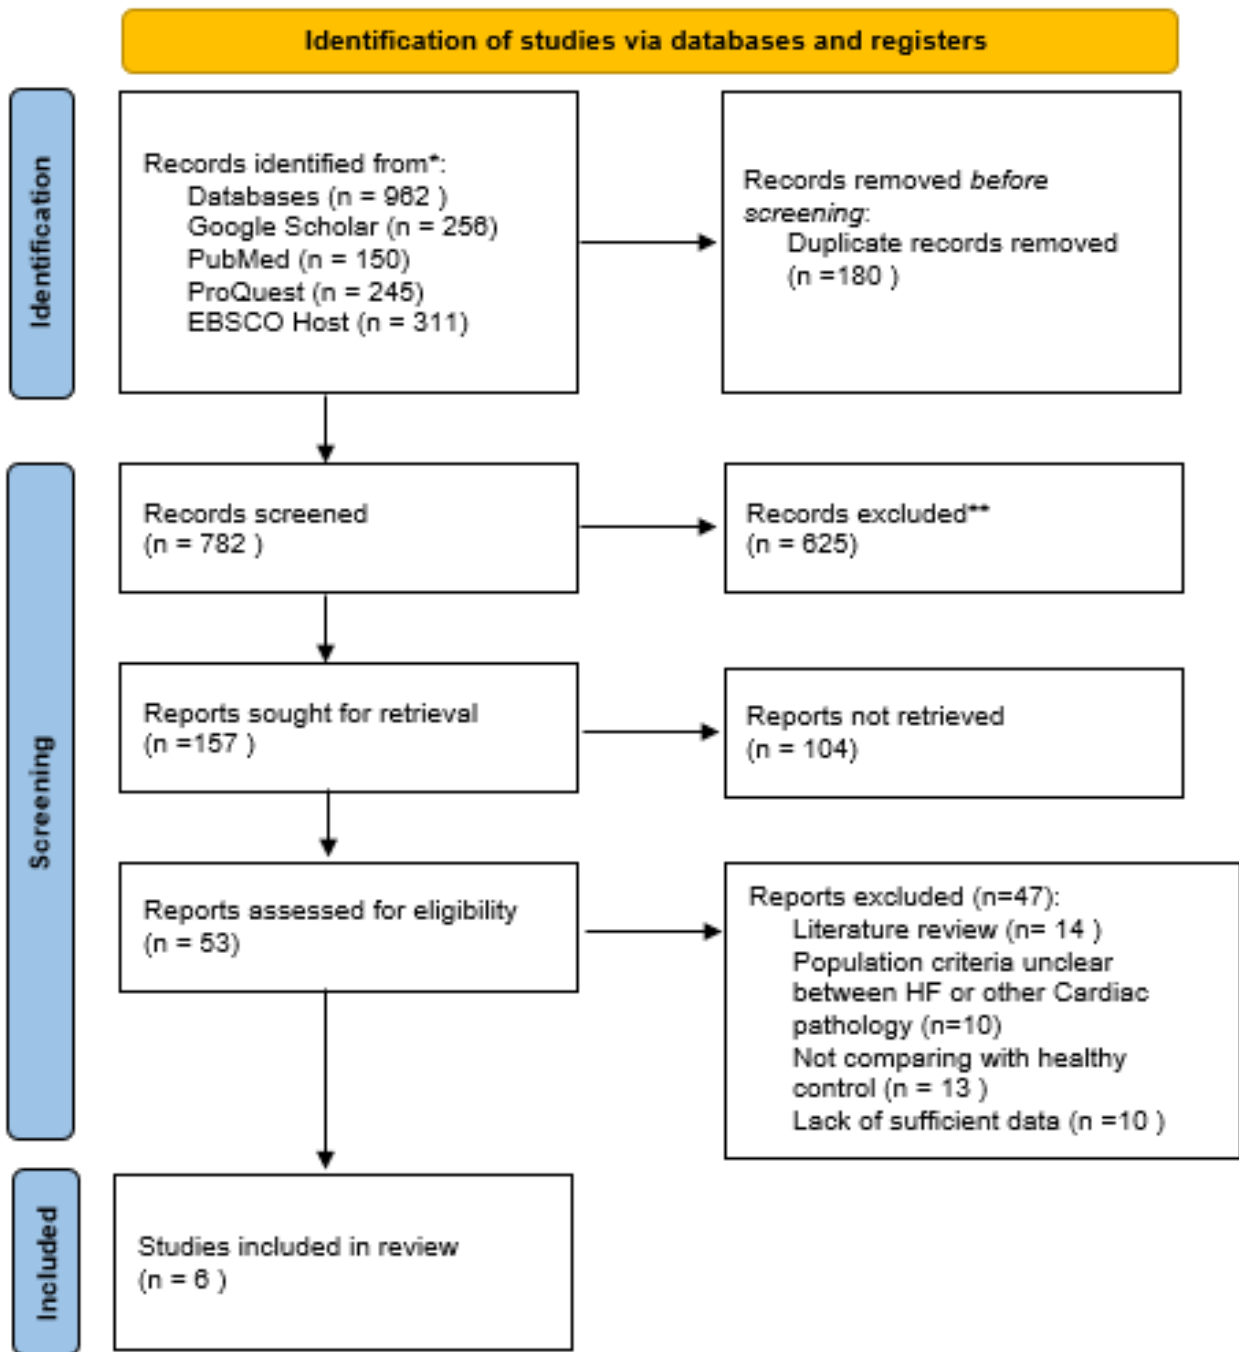 Identification of studies via databases and registers
Identification
Records identified from*:
Databases (n = 962 )
Google Scholar (n = 256)
PubMed (n = 150)
ProQuest (n = 245)
EBSCO Host (n = 311)
Records removed before
screening:
Duplicate records removed
(n =180 )
Screening
Records screened
(n = 782 )
Records excluded**
(n = 625)
Reports sought for retrieval
(n =157 )
Reports not retrieved
(n = 104)
Reports assessed for eligibility
(n = 53)
Reports excluded (n=47):
Literature review (n= 14 )
Population criteria unclear
between HF or other Cardiac
pathology (n=10)
Not comparing with healthy
control (n = 13 )
Lack of sufficient data (n =10 )
Included
Studies included in review
(n = 6 )